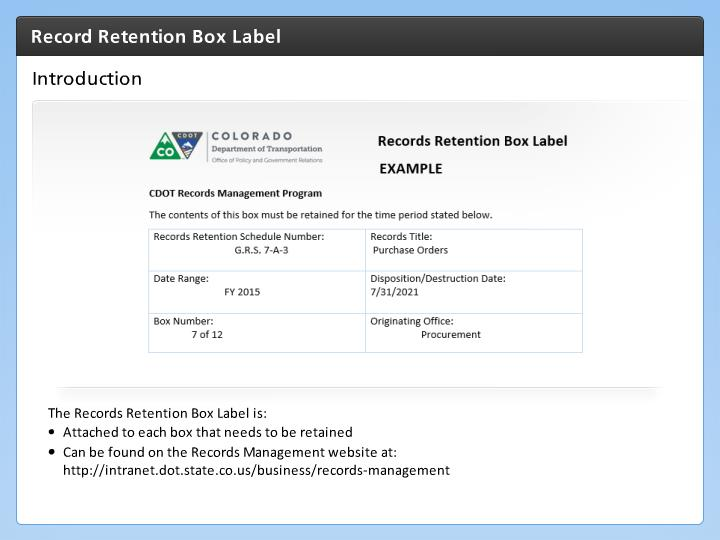 Record Retention Box Label
Introduction
CDOT
CO
COLORADO
Department of Transportation
Office of Policy and Government Relations
Records Retention Box Label
EXAMPLE
CDOT Records Management Program
The contents of this box must be retained for the time period stated below.
Records Retention Schedule Number:
G.R.S. 7-A-3
Records Title:
Purchase Orders
Date Range:
FY 2015
Disposition/Destruction Date:
7/31/2021
Box Number:
7 of 12
Originating Office:
Procurement
The Records Retention Box Label is:
• Attached to each box that needs to be retained
• Can be found on the Records Management website at:
http://intranet.dot.state.co.us/business/records-management